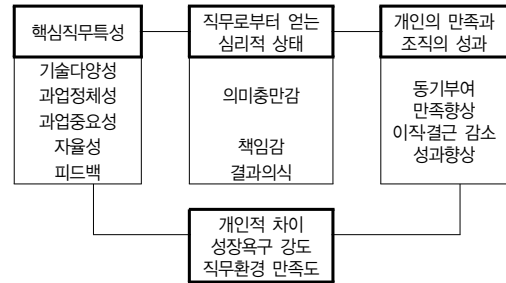 핵심직무특성
기술다양성
과업정체성
과업중요성
자율성
피드백
직무로부터 얻는
심리적 상태
의미충만감
책임감
결과의식
개인의 만족과
조직의 성과
동기부여
만족향상
이직·결근 감소
성과향상
개인적 차이
성장욕구 강도
직무환경 만족도